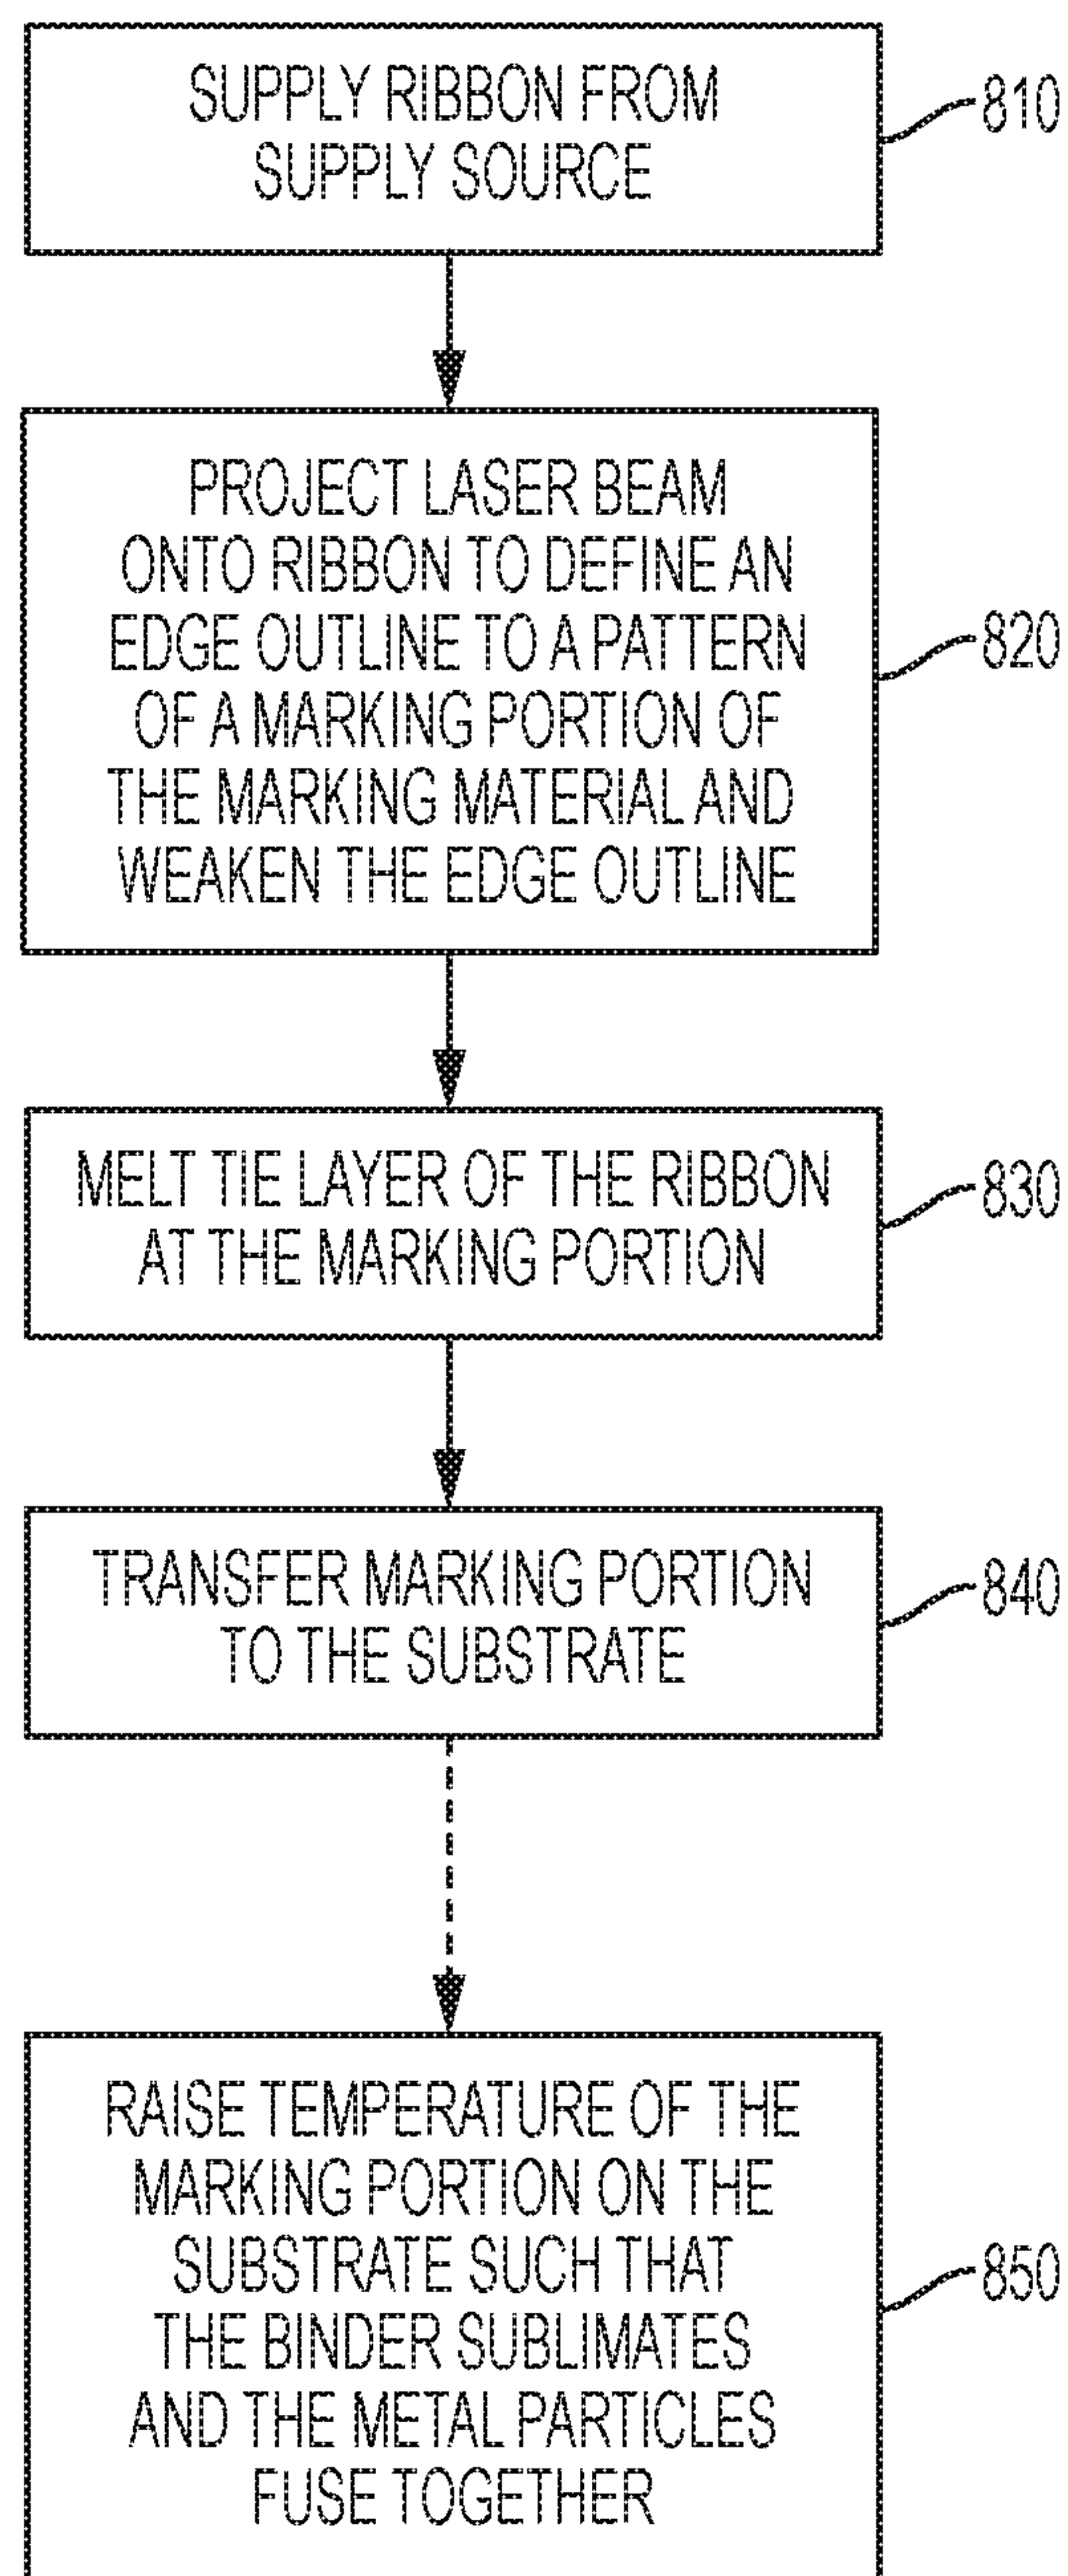 SUPPLY RIBBON FROM
SUPPLY SOURCE
810
PROJECT LASER BEAM
ONTO RIBBON TO DEFINE AN
EDGE OUTLINE TO A PATTERN
OF A MARKING PORTION OF
THE MARKING MATERIAL AND
WEAKEN THE EDGE OUTLINE
820
MELT TIE LAYER OF THE RIBBON
AT THE MARKING PORTION
830
TRANSFER MARKING PORTION
TO THE SUBSTRATE
840
RAISE TEMPERATURE OF THE
MARKING PORTION ON THE
SUBSTRATE SUCH THAT
THE BINDER SUBLIMATES
AND THE METAL PARTICLES
FUSE TOGETHER
850